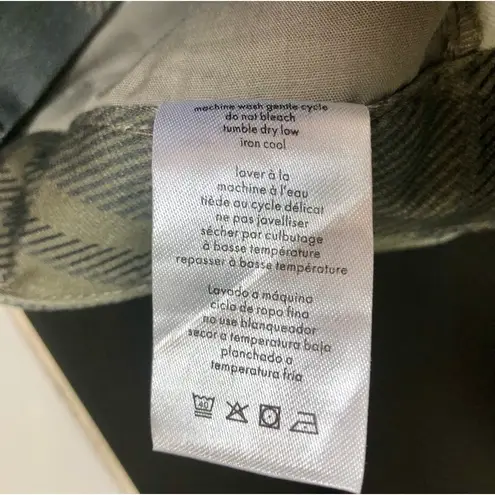 machine wash gentle cycle
do not bleach
tumble dry low
iron cool
laver à la
machine à l'eau
tiède au cycle délicat
ne pas javelliser
sécher par culbutage
à basse température
repasser à basse température
Lavado a máquina
ciclo de ropa fina
no use blanqueador
secar a temperatura baja
planchado a
temperatura fría
40